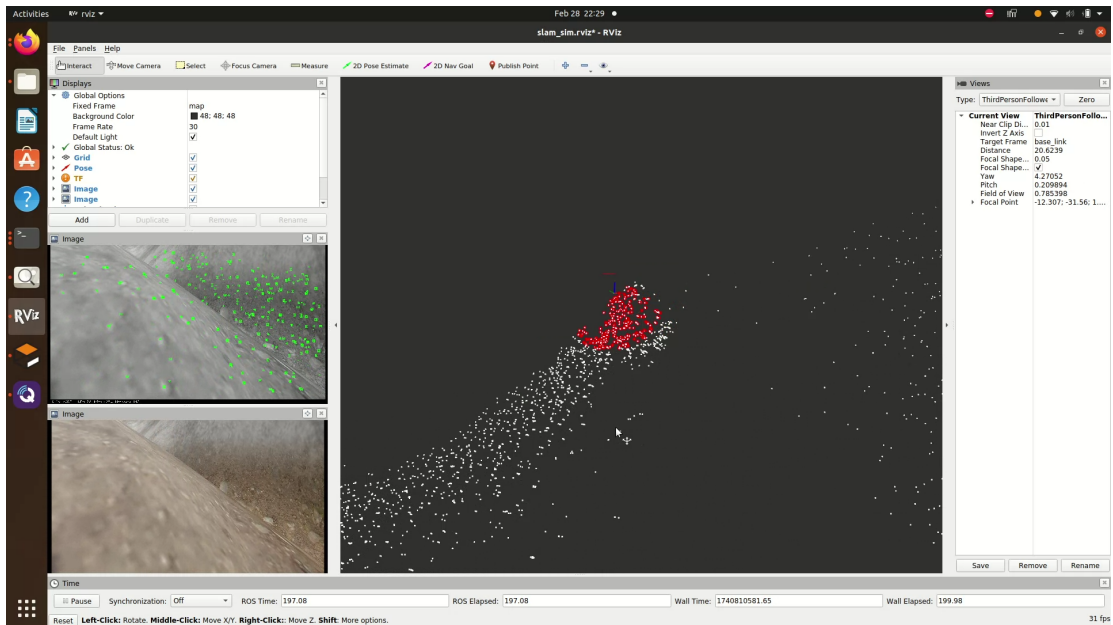 Activities RViz rviz Feb 28 22:29
slam_sim.rviz* - RViz
File Panels Help
Interact Move Camera Select Focus Camera Measure 2D Pose Estimate 2D Nav Goal Publish Point
Displays
Global Options
Fixed Frame map
Background Color 48; 48; 48
Frame Rate 30
Default Light
Global Status: Ok
Grid
Pose
TF
Image
Image
Add Duplicate Remove Rename
Image
Image
Views
Type: ThirdPersonFollowe Zero
Current View ThirdPersonFollo...
Near Clip Di... 0.01
Invert Z Axis
Target Frame base_link
Distance 20.6239
Focal Shape... 0.05
Focal Shape...
Yaw 4.27052
Pitch 0.209894
Field of View 0.785398
Focal Point -12.307; -31.56; 1....
Save Remove Rename
RViz
Time
Pause Synchronization: Off ROS Time: 197.08 ROS Elapsed: 197.08 Wall Time: 1740810581.65 Wall Elapsed: 199.98
Reset Left-Click: Rotate. Middle-Click: Move X/Y. Right-Click:: Move Z. Shift: More options. 31 fps